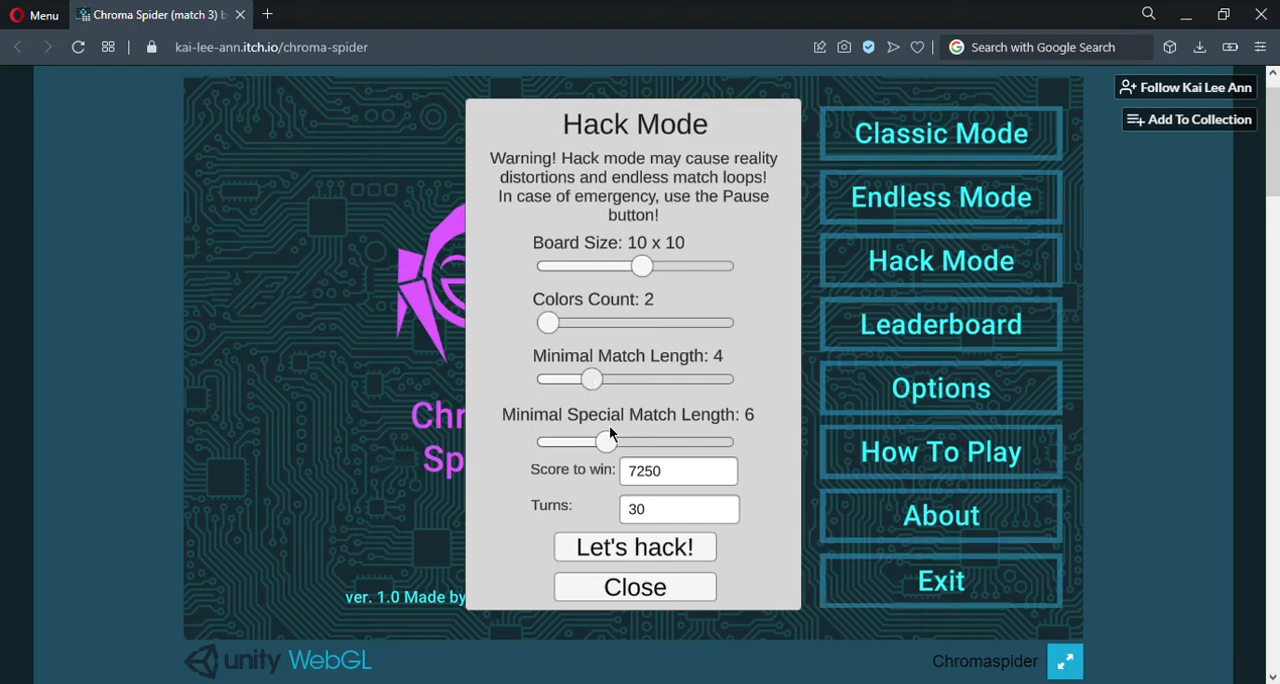 Menu
Chroma Spider (match 3) b
kai-lee-ann.itch.io/chroma-spider
Search with Google Search
Follow Kai Lee Ann
Add To Collection
Hack Mode
Warning! Hack mode may cause reality
distortions and endless match loops!
In case of emergency, use the Pause
button!
Board Size: 10 x 10
Colors Count: 2
Minimal Match Length: 4
Minimal Special Match Length: 6
Score to win: 7250
Turns: 30
Let's hack!
Close
Chr
Sp
ver. 1.0 Made by
Classic Mode
Endless Mode
Hack Mode
Leaderboard
Options
How To Play
About
Exit
unity WebGL
Chromaspider